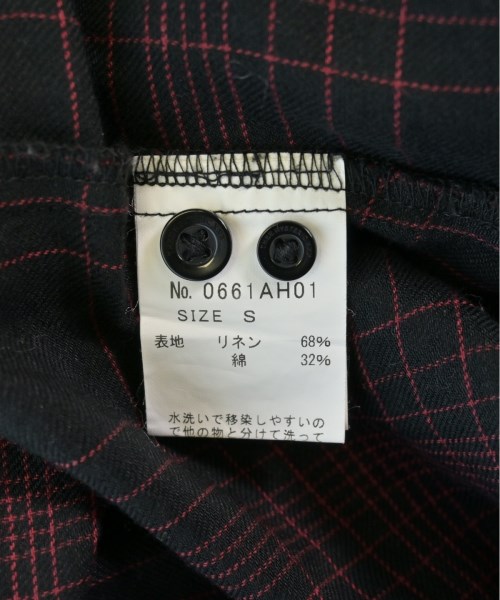 No. 0661AH01
SIZE S
表地 リネン 68%
綿 32%
水洗いで移染しやすいの
で他の物と分けて洗って